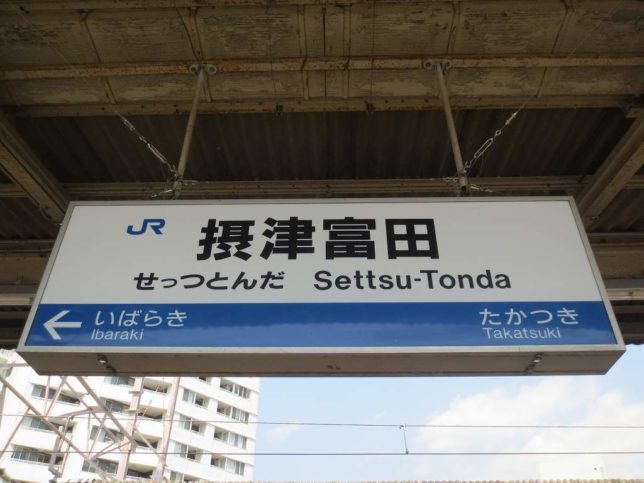 JR 摂津富田
せっつとんだ Settsu-Tonda
← いばらき たかつき
Ibaraki Takatsuki